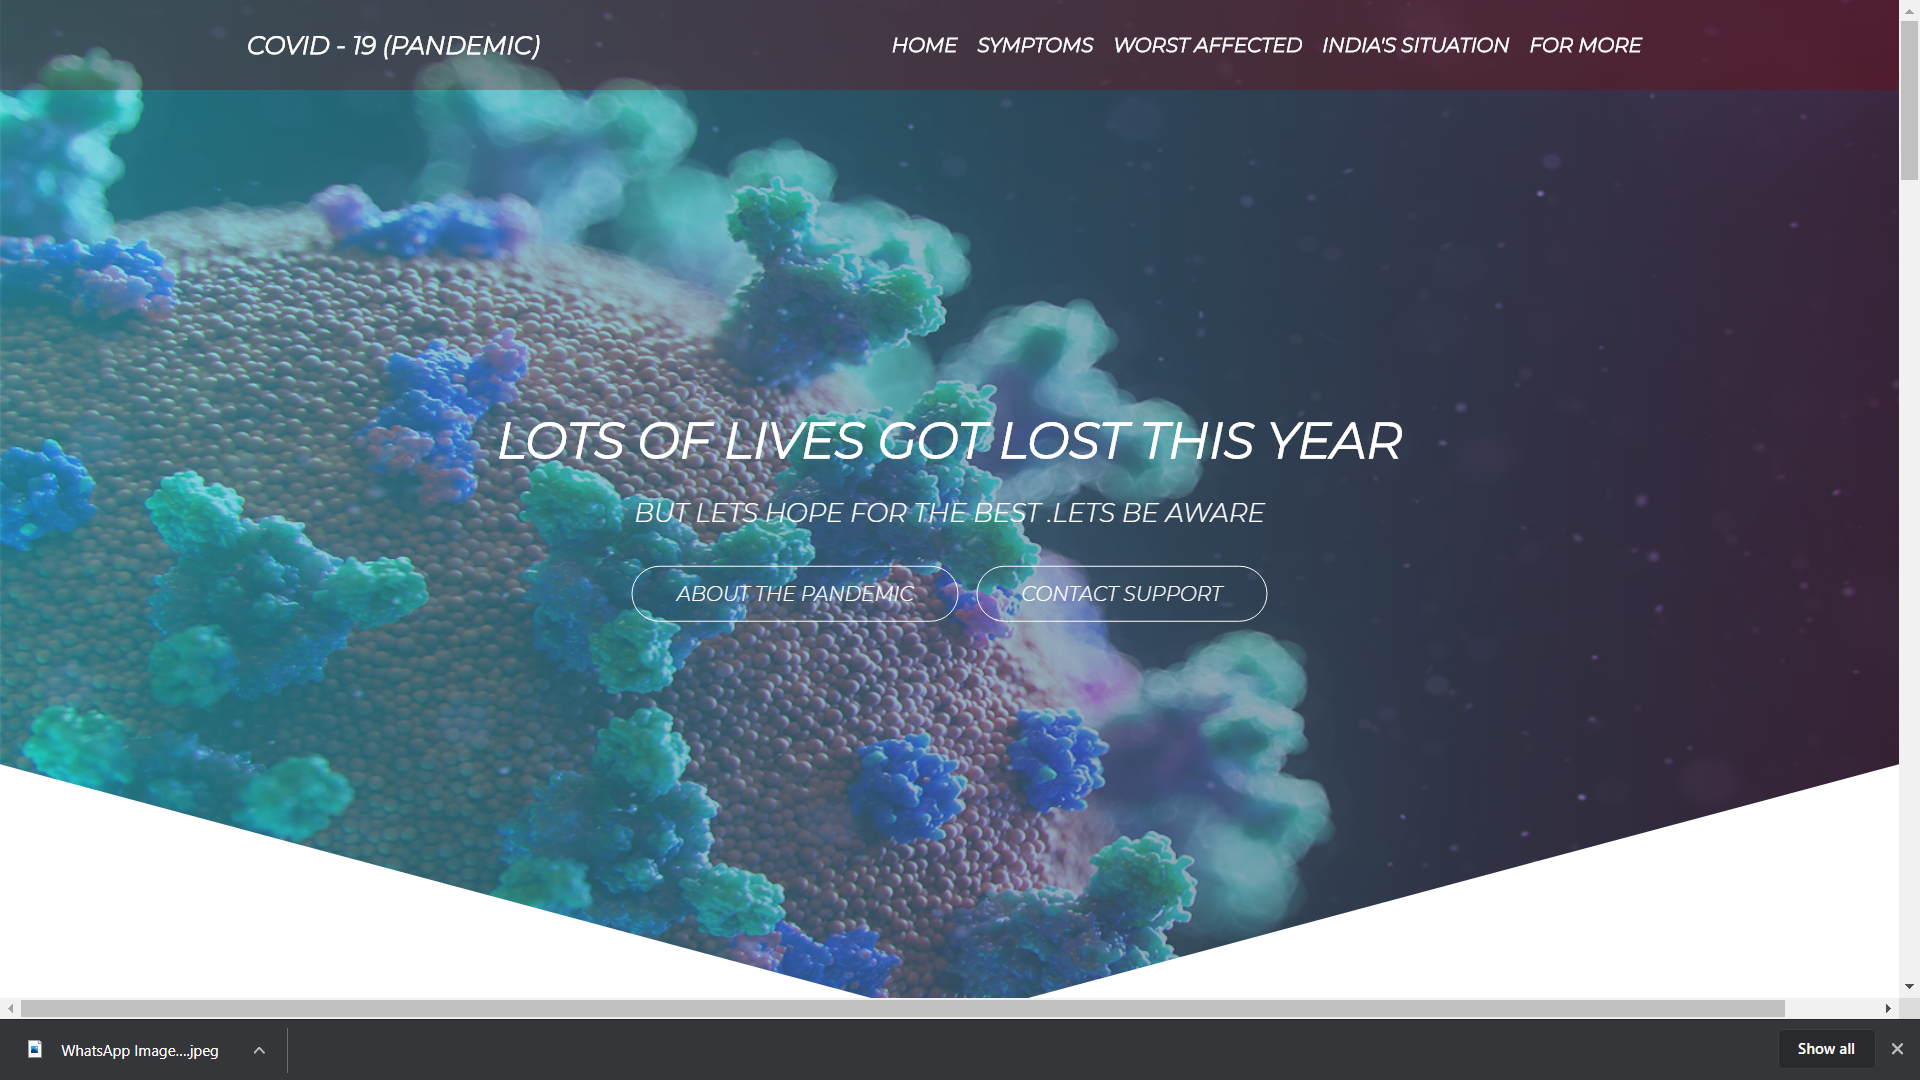 COVID - 19 (PANDEMIC)
HOME SYMPTOMS WORST AFFECTED INDIA'S SITUATION FOR MORE
LOTS OF LIVES GOT LOST THIS YEAR
BUT LETS HOPE FOR THE BEST .LETS BE AWARE
ABOUT THE PANDEMIC CONTACT SUPPORT
WhatsApp Image....jpeg Show all